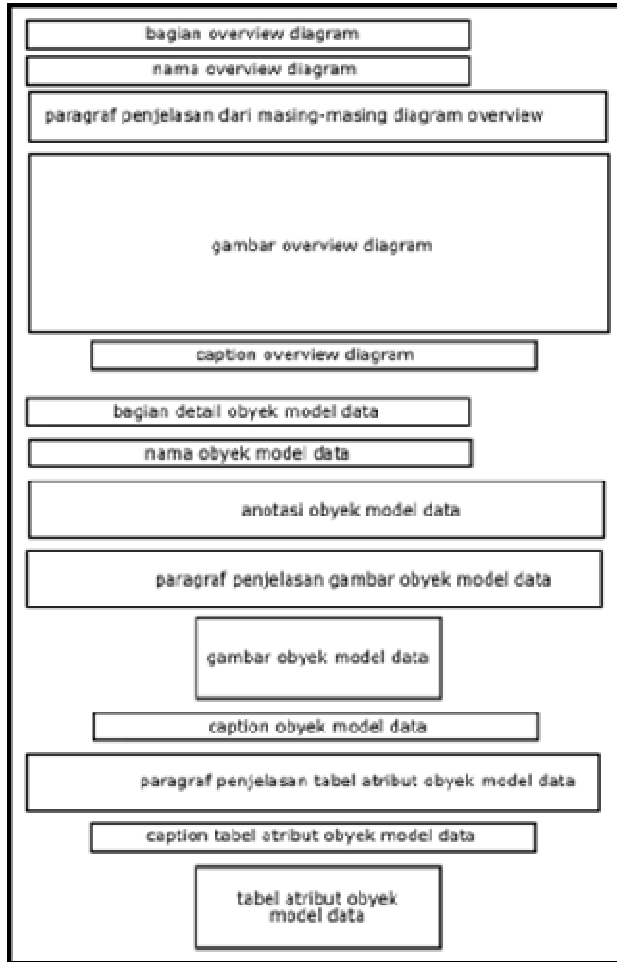 bagian overview diagram
nama overview diagram
paragraf penjelasan dari masing-masing diagram overview
gambar overview diagram
caption overview diagram
bagian detail obyek model data
nama obyek model data
anotasi obyek model data
paragraf penjelasan gambar obyek model data
gambar obyek model data
caption obyek model data
paragraf penjelasan tabel atribut obyek model data
caption tabel atribut obyek model data
tabel atribut obyek
model data